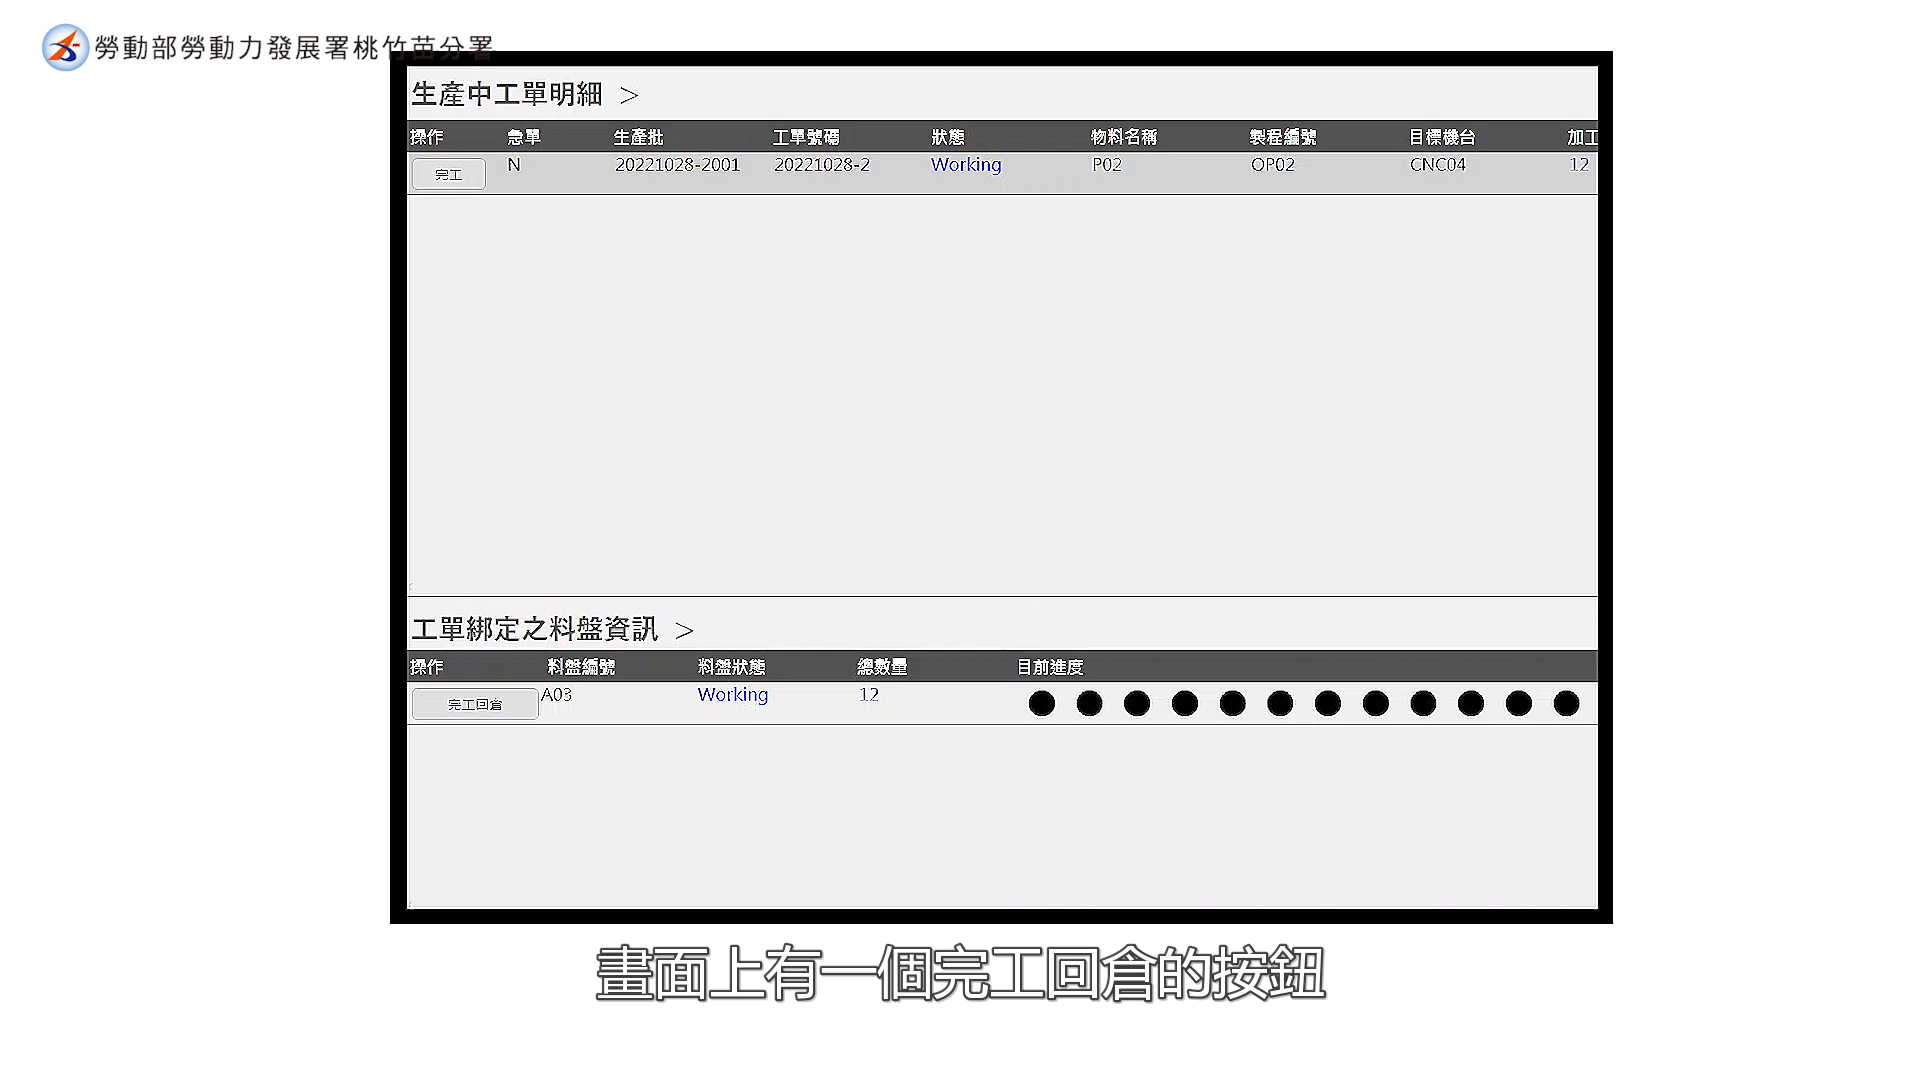 勞動部勞動力發展署桃竹苗分署
生產中工單明細 >
操作 急單 生產批 工單號碼 狀態 物料名稱 製程編號 目標機台 加工
完工 N 20221028-2001 20221028-2 Working P02 OP02 CNC04 12
工單綁定之料盤資訊 >
操作 料盤編號 料盤狀態 總數量 目前進度
完工回倉 A03 Working 12
畫面上有一個完工回倉的按鈕